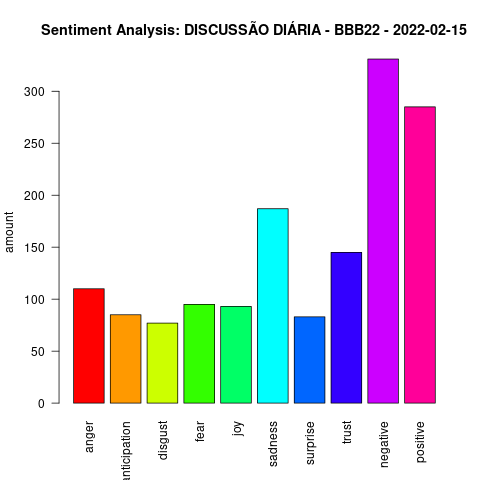 Sentiment Analysis: DISCUSSÃO DIÁRIA - BBB22 - 2022-02-15
amount
300
250
200
150
100
50
0
anger
nticipation
disgust
fear
joy
sadness
surprise
trust
negative
positive